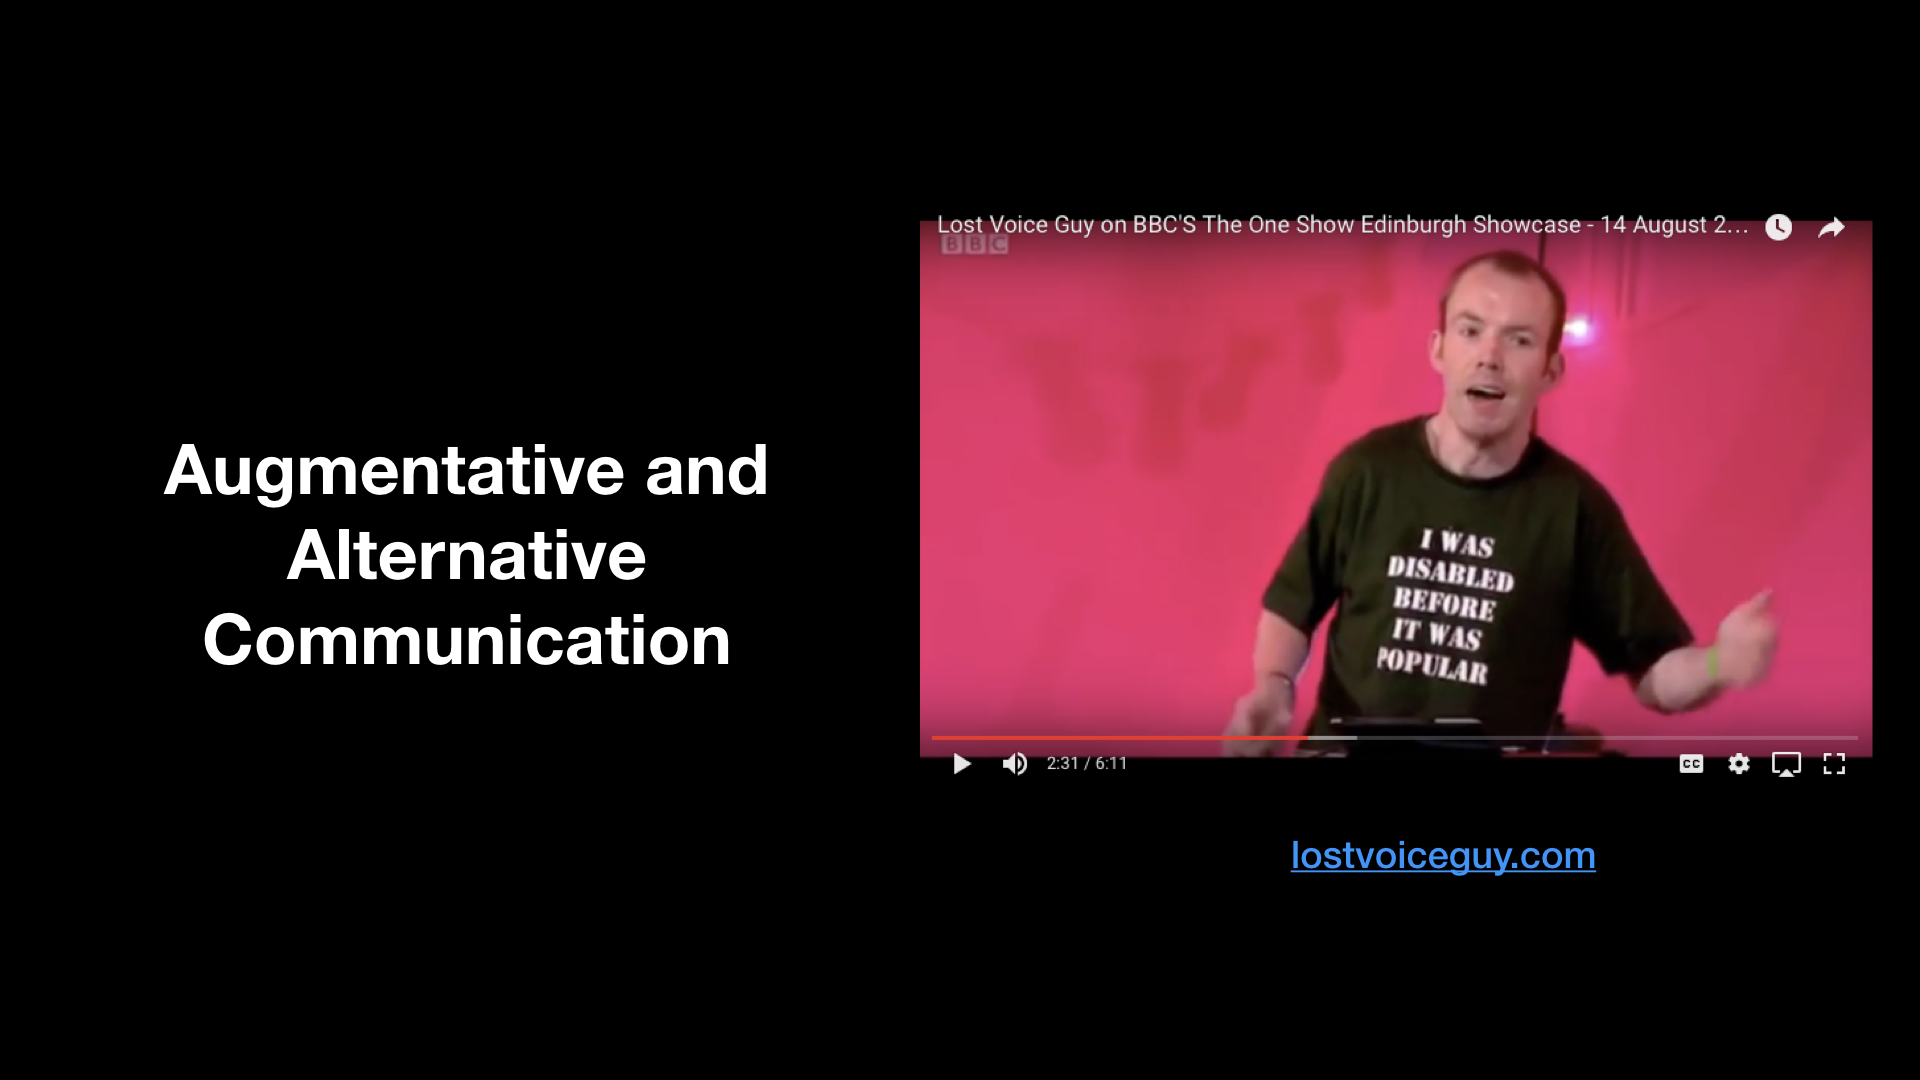 Augmentative and
Alternative
Communication
Lost Voice Guy on BBC'S The One Show Edinburgh Showcase - 14 August 2...
BBC
I WAS
DISABLED
BEFORE
IT WAS
POPULAR
2:31 / 6:11
CC
lostvoiceguy.com